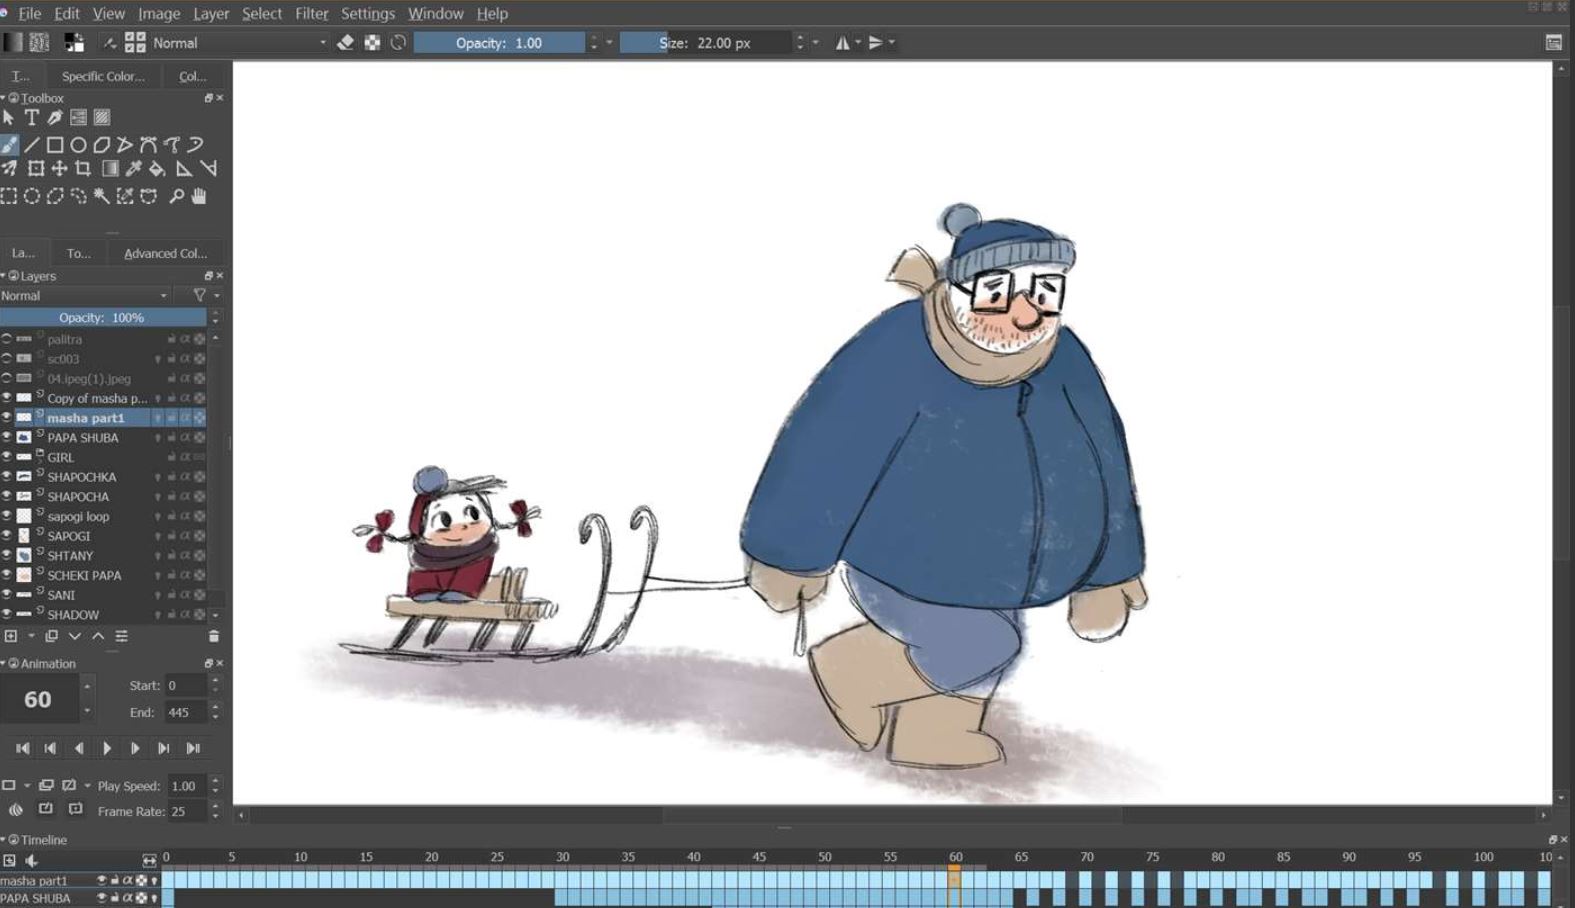 File Edit View Image Layer Select Filter Settings Window Help
Normal Opacity: 1.00 Size: 22.00 px
T... Specific Color... Col...
Toolbox
T
La... To... Advanced Col...
Layers
Normal
Opacity: 100%
palitra
sc003
04.ipeg(1).jpeg
Copy of masha p...
masha part1
PAPA SHUBA
GIRL
SHAPOCHKA
SHAPOCHA
sapogi loop
SAPOGI
SHTANY
SCHEKI PAPA
SANI
SHADOW
Animation
60 Start: 0
End: 445
Play Speed: 1.00
Frame Rate: 25
Timeline
0 5 10 15 20 25 30 35 40 45 50 55 60 65 70 75 80 85 90 95 100 10
masha part1
PAPA SHUBA